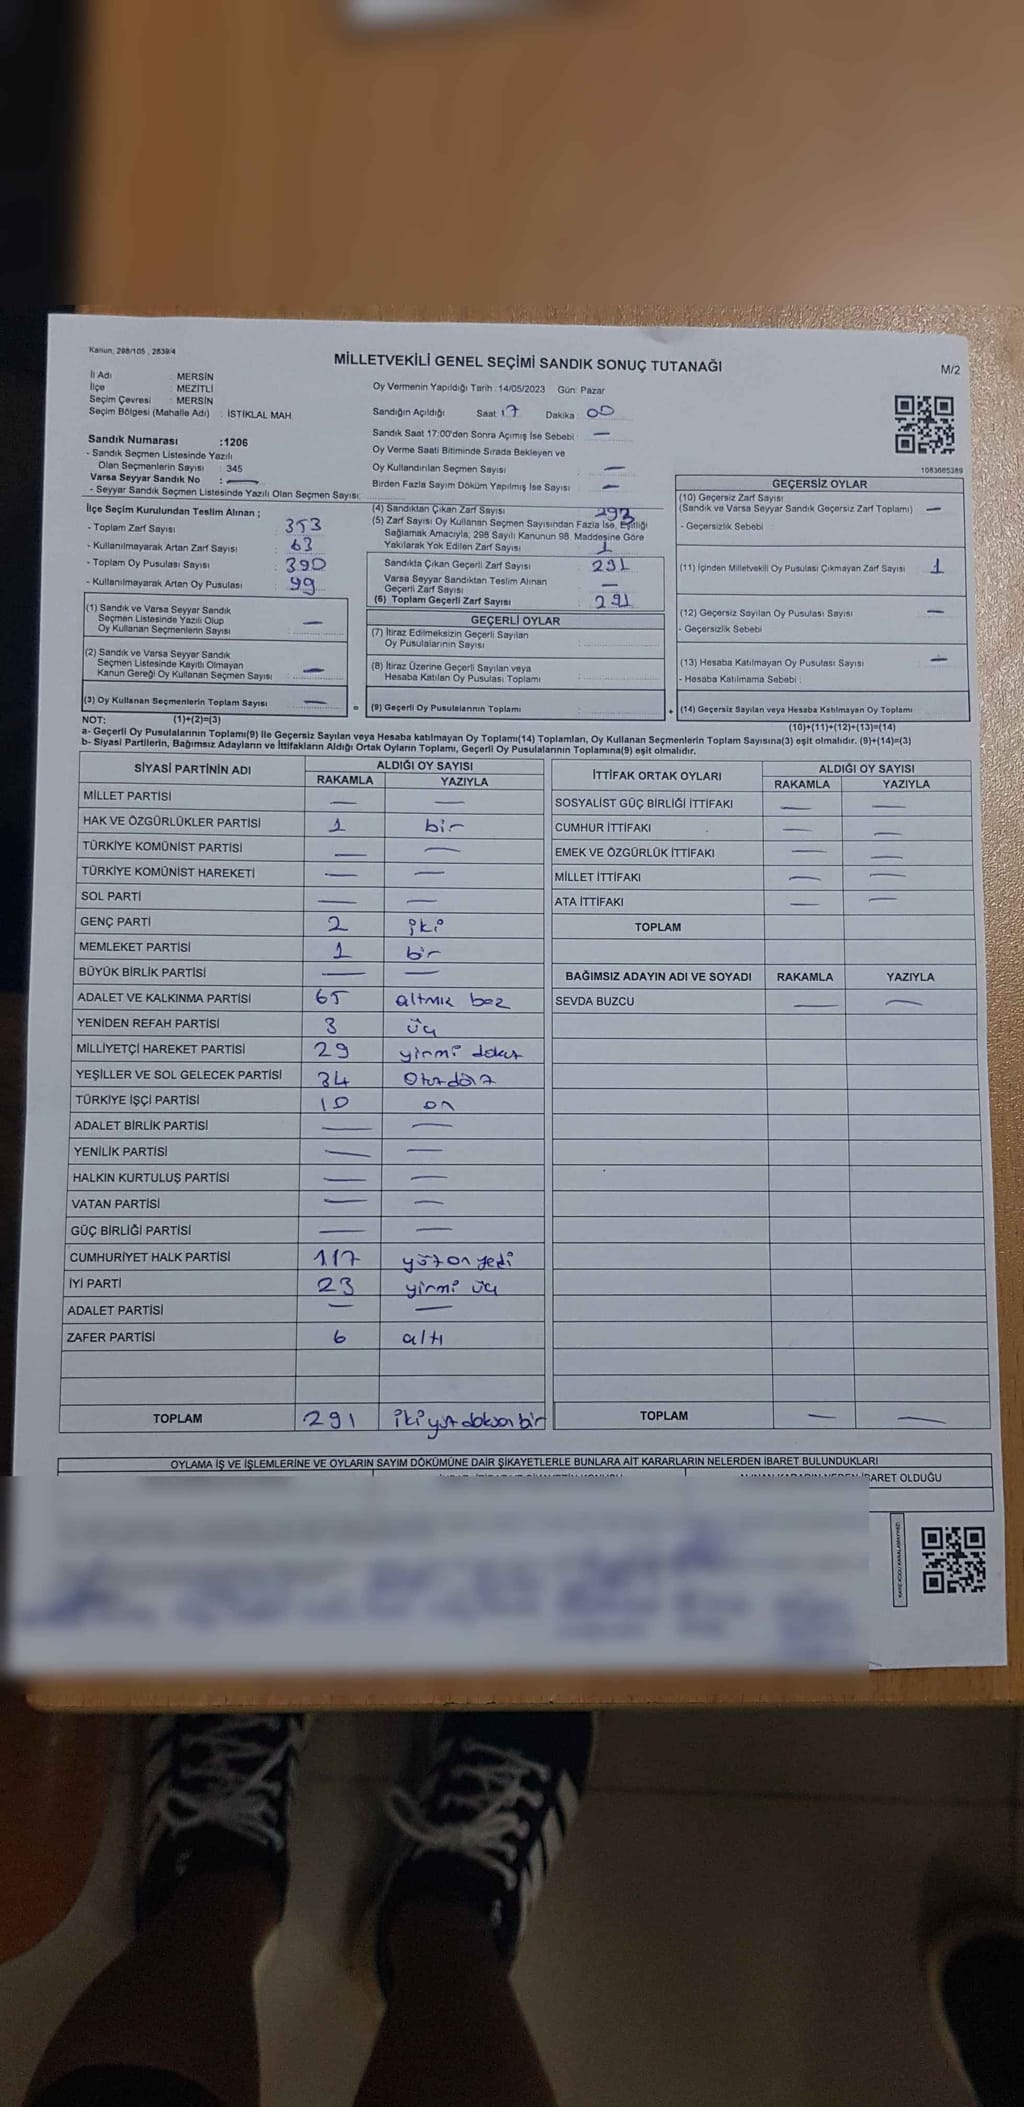 Kanun; 298/105 , 2839/4
MİLLETVEKİLİ GENEL SEÇİMİ SANDIK SONUÇ TUTANAĞI
M/2
İl Adı : MERSİN
İlçe : MEZİTLİ
Seçim Çevresi : MERSİN
Seçim Bölgesi (Mahalle Adı) : İSTİKLAL MAH
Oy Vermenin Yapıldığı Tarih :14/05/2023 Gün: Pazar
Sandığın Açıldığı Saat: 17 Dakika: 00
Sandık Saat 17:00'den Sonra Açımış İse Sebebi : —
Oy Verme Saati Bitiminde Sırada Bekleyen ve
Oy Kullandırılan Seçmen Sayısı : —
Birden Fazla Sayım Döküm Yapılmış İse Sayısı : —
1083665389
Sandık Numarası :1206
- Sandık Seçmen Listesinde Yazılı
Olan Seçmenlerin Sayısı : 345
Varsa Seyyar Sandık No : —
- Seyyar Sandık Seçmen Listesinde Yazılı Olan Seçmen Sayısı:
İlçe Seçim Kurulundan Teslim Alınan ;
- Toplam Zarf Sayısı : 353
- Kullanılmayarak Artan Zarf Sayısı : 63
- Toplam Oy Pusulası Sayısı : 390
- Kullanılmayarak Artan Oy Pusulası : 99
(1) Sandık ve Varsa Seyyar Sandık
Seçmen Listesinde Yazılı Olup
Oy Kullanan Seçmenlerin Sayısı : —
(2) Sandık ve Varsa Seyyar Sandık
Seçmen Listesinde Kayıtlı Olmayan
Kanun Gereği Oy Kullanan Seçmen Sayısı : —
(3) Oy Kullanan Seçmenlerin Toplam Sayısı : —
(4) Sandıktan Çıkan Zarf Sayısı : 293
(5) Zarf Sayısı Oy Kullanan Seçmen Sayısından Fazla İse, Eşitliği
Sağlamak Amacıyla; 298 Sayılı Kanunun 98. Maddesine Göre
Yakılarak Yok Edilen Zarf Sayısı : 1
Sandıkta Çıkan Geçerli Zarf Sayısı : 291
Varsa Seyyar Sandıktan Teslim Alınan
Geçerli Zarf Sayısı : —
(6) Toplam Geçerli Zarf Sayısı : 291
GEÇERLİ OYLAR
(7) İtiraz Edilmeksizin Geçerli Sayılan
Oy Pusulalarının Sayısı :
(8) İtiraz Üzerine Geçerli Sayılan veya
Hesaba Katılan Oy Pusulası Toplamı :
= (9) Geçerli Oy Pusulalarının Toplamı :
GEÇERSİZ OYLAR
(10) Geçersiz Zarf Sayısı
(Sandık ve Varsa Seyyar Sandık Geçersiz Zarf Toplamı) : —
- Geçersizlik Sebebi :
(11) İçinden Milletvekili Oy Pusulası Çıkmayan Zarf Sayısı : 1
(12) Geçersiz Sayılan Oy Pusulası Sayısı : —
- Geçersizlik Sebebi :
(13) Hesaba Katılmayan Oy Pusulası Sayısı : —
- Hesaba Katılmama Sebebi :
+ (14) Geçersiz Sayılan veya Hesaba Katılmayan Oy Toplamı :
NOT: (1)+(2)=(3)
(10)+(11)+(12)+(13)=(14)
a- Geçerli Oy Pusulalarının Toplamı(9) ile Geçersiz Sayılan veya Hesaba katılmayan Oy Toplamı(14) Toplamları, Oy Kullanan Seçmenlerin Toplam Sayısına(3) eşit olmalıdır. (9)+(14)=(3)
b- Siyasi Partilerin, Bağımsız Adayların ve İttifakların Aldığı Ortak Oyların Toplamı, Geçerli Oy Pusulalarının Toplamına(9) eşit olmalıdır.
SİYASİ PARTİNİN ADI ALDIĞI OY SAYISI
RAKAMLA YAZIYLA
MİLLET PARTİSİ — —
HAK VE ÖZGÜRLÜKLER PARTİSİ 1 bir
TÜRKİYE KOMÜNİST PARTİSİ — —
TÜRKİYE KOMÜNİST HAREKETİ — —
SOL PARTİ — —
GENÇ PARTİ 2 iki
MEMLEKET PARTİSİ 1 bir
BÜYÜK BİRLİK PARTİSİ — —
ADALET VE KALKINMA PARTİSİ 65 altmış beş
YENİDEN REFAH PARTİSİ 3 üç
MİLLİYETÇİ HAREKET PARTİSİ 29 yirmi dokuz
YEŞİLLER VE SOL GELECEK PARTİSİ 34 Otuzdört
TÜRKİYE İŞÇİ PARTİSİ 10 on
ADALET BİRLİK PARTİSİ — —
YENİLİK PARTİSİ — —
HALKIN KURTULUŞ PARTİSİ — —
VATAN PARTİSİ — —
GÜÇ BİRLİĞİ PARTİSİ — —
CUMHURİYET HALK PARTİSİ 117 yüz on yedi
İYİ PARTİ 23 yirmi üç
ADALET PARTİSİ — —
ZAFER PARTİSİ 6 altı
TOPLAM 291 iki yüz doksan bir
İTTİFAK ORTAK OYLARI ALDIĞI OY SAYISI
RAKAMLA YAZIYLA
SOSYALİST GÜÇ BİRLİĞİ İTTİFAKI — —
CUMHUR İTTİFAKI — —
EMEK VE ÖZGÜRLÜK İTTİFAKI — —
MİLLET İTTİFAKI — —
ATA İTTİFAKI — —
TOPLAM
BAĞIMSIZ ADAYIN ADI VE SOYADI RAKAMLA YAZIYLA
SEVDA BUZCU — —
TOPLAM — —
OYLAMA İŞ VE İŞLEMLERİNE VE OYLARIN SAYIM DÖKÜMÜNE DAİR ŞİKAYETLERLE BUNLARA AİT KARARLARIN NELERDEN İBARET BULUNDUKLARI
İBARET OLDUĞU